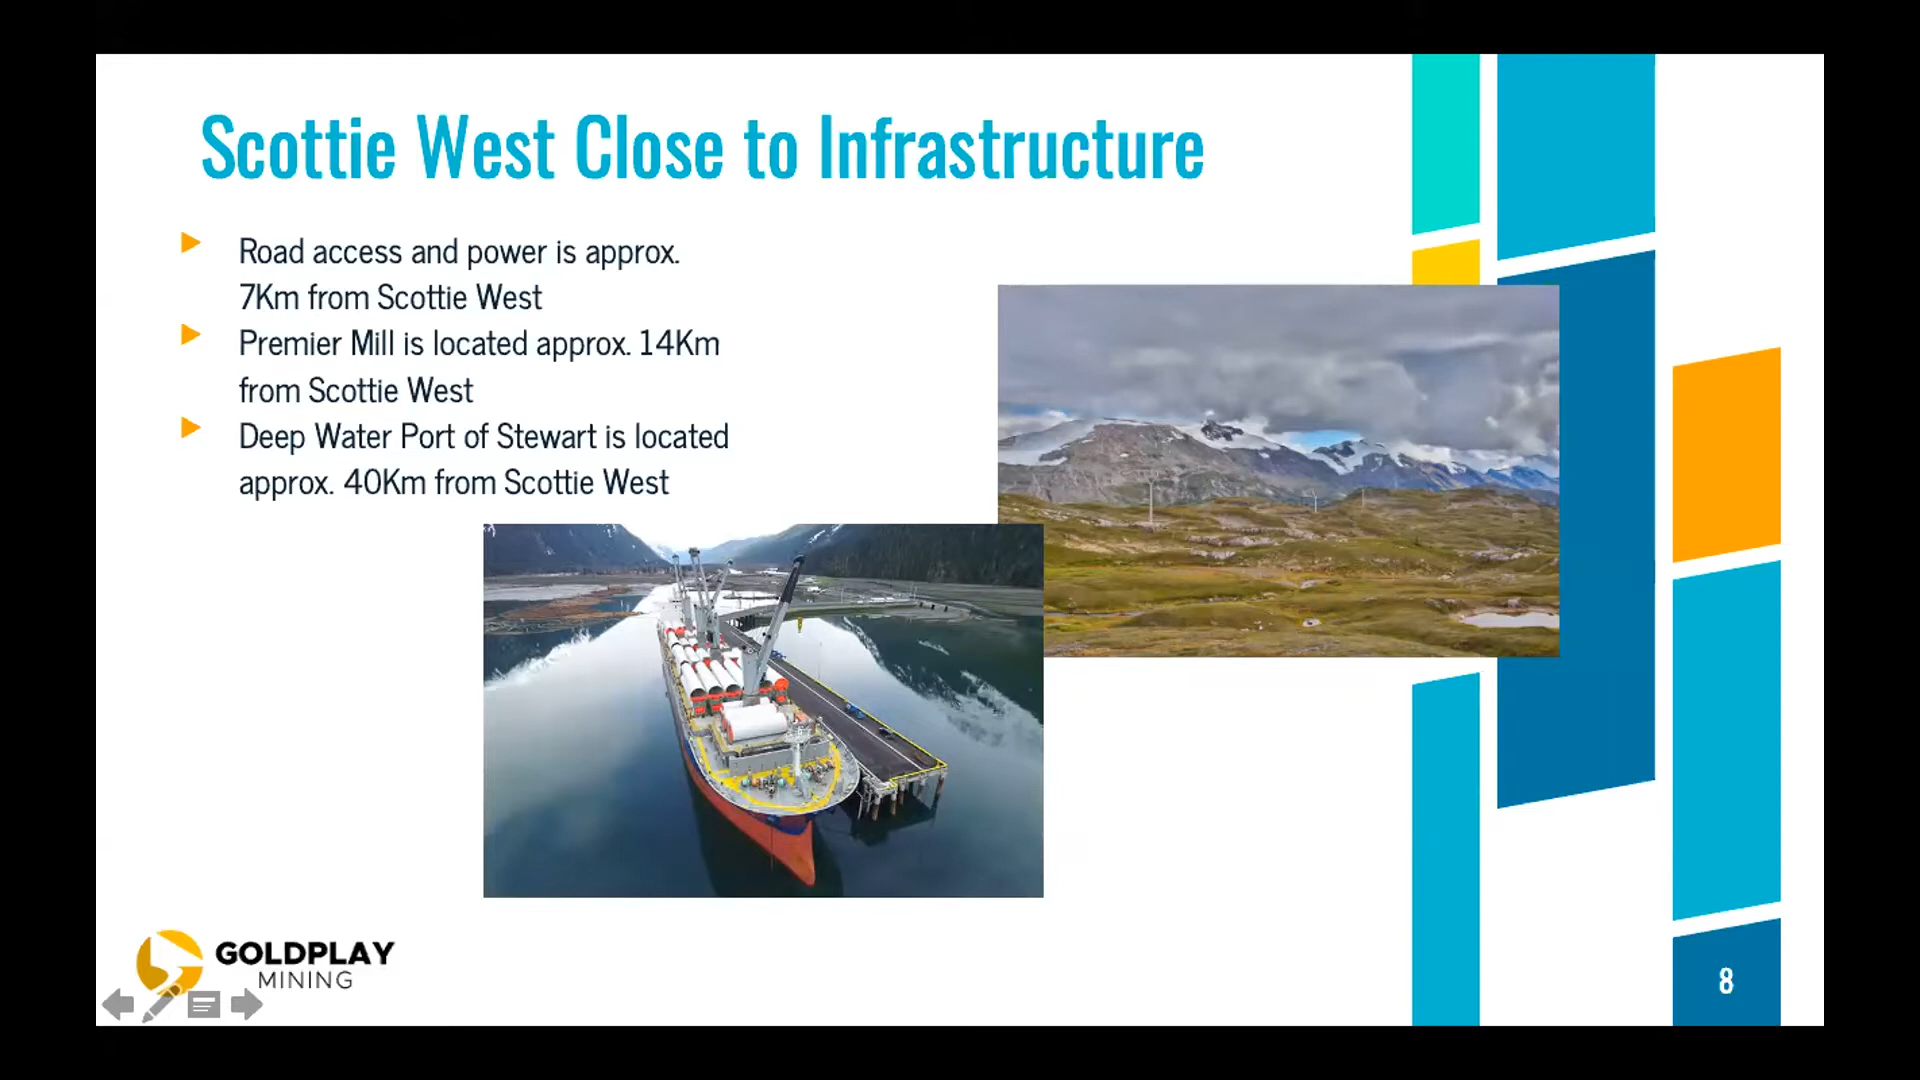 Scottie West Close to Infrastructure
Road access and power is approx.
7Km from Scottie West
Premier Mill is located approx. 14Km
from Scottie West
Deep Water Port of Stewart is located
approx. 40Km from Scottie West
GOLDPLAY
MINING
8